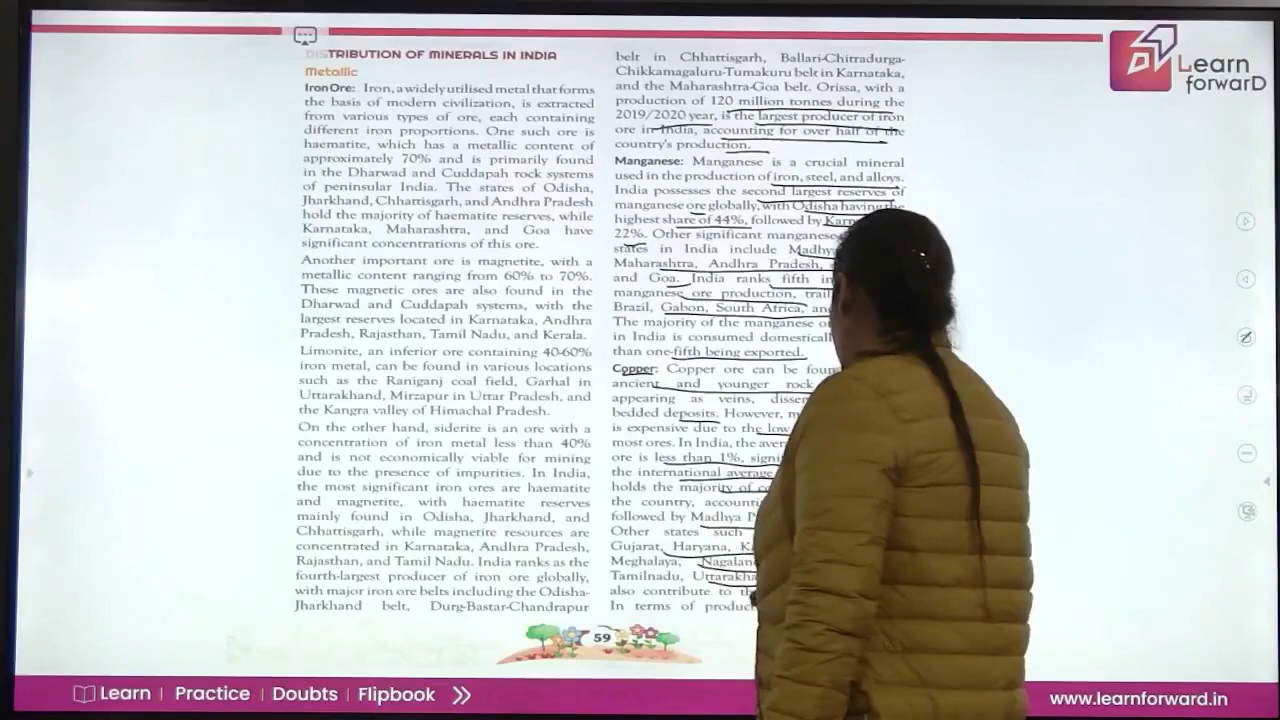 DISTRIBUTION OF MINERALS IN INDIA
Metallic
Iron Ore: Iron, a widely utilised metal that forms
the basis of modern civilization, is extracted
from various types of ore, each containing
different iron proportions. One such ore is
haematite, which has a metallic content of
approximately 70% and is primarily found
in the Dharwad and Cuddapah rock systems
of peninsular India. The states of Odisha,
Jharkhand, Chhattisgarh, and Andhra Pradesh
hold the majority of haematite reserves, while
Karnataka, Maharashtra, and Goa have
significant concentrations of this ore.
Another important ore is magnetite, with a
metallic content ranging from 60% to 70%.
These magnetic ores are also found in the
Dharwad and Cuddapah systems, with the
largest reserves located in Karnataka, Andhra
Pradesh, Rajasthan, Tamil Nadu, and Kerala.
Limonite, an inferior ore containing 40-60%
iron metal, can be found in various locations
such as the Raniganj coal field, Garhal in
Uttarakhand, Mirzapur in Uttar Pradesh, and
the Kangra valley of Himachal Pradesh.
On the other hand, siderite is an ore with a
concentration of iron metal less than 40%
and is not economically viable for mining
due to the presence of impurities. In India,
the most significant iron ores are haematite
and magnetite, with haematite reserves
mainly found in Odisha, Jharkhand, and
Chhattisgarh, while magnetite resources are
concentrated in Karnataka, Andhra Pradesh,
Rajasthan, and Tamil Nadu. India ranks as the
fourth-largest producer of iron ore globally,
with major iron ore belts including the Odisha-
Jharkhand belt, Durg-Bastar-Chandrapur
belt in Chhattisgarh, Ballari-Chitradurga-
Chikkamagaluru-Tumakuru belt in Karnataka,
and the Maharashtra-Goa belt. Orissa, with a
production of 120 million tonnes during the
2019/2020 year, is the largest producer of iron
ore in India, accounting for over half of the
country's production.
Manganese: Manganese is a crucial mineral
used in the production of iron, steel, and alloys.
India possesses the second largest reserves of
manganese ore globally, with Odisha having the
highest share of 44%, followed by
22%. Other significant manganese
states in India include
Maharashtra, Andhra Pradesh,
and Goa. India ranks fifth in
manganese ore production,
Brazil, Gabon, South Africa,
The majority of the manganese
in India is consumed
than one-fifth being exported.
Copper: Copper ore can be
ancient and younger rock
appearing as veins,
bedded deposits. However,
is expensive due to the low
most ores. In India, the
ore is less than 1%,
the international average
holds the majority of
the country,
followed by Madhya
Other states such
Gujarat, Haryana,
Meghalaya,
Tamilnadu,
also contribute to
In terms of
59
Learn
forwarD
Learn | Practice | Doubts | Flipbook
www.learnforward.in